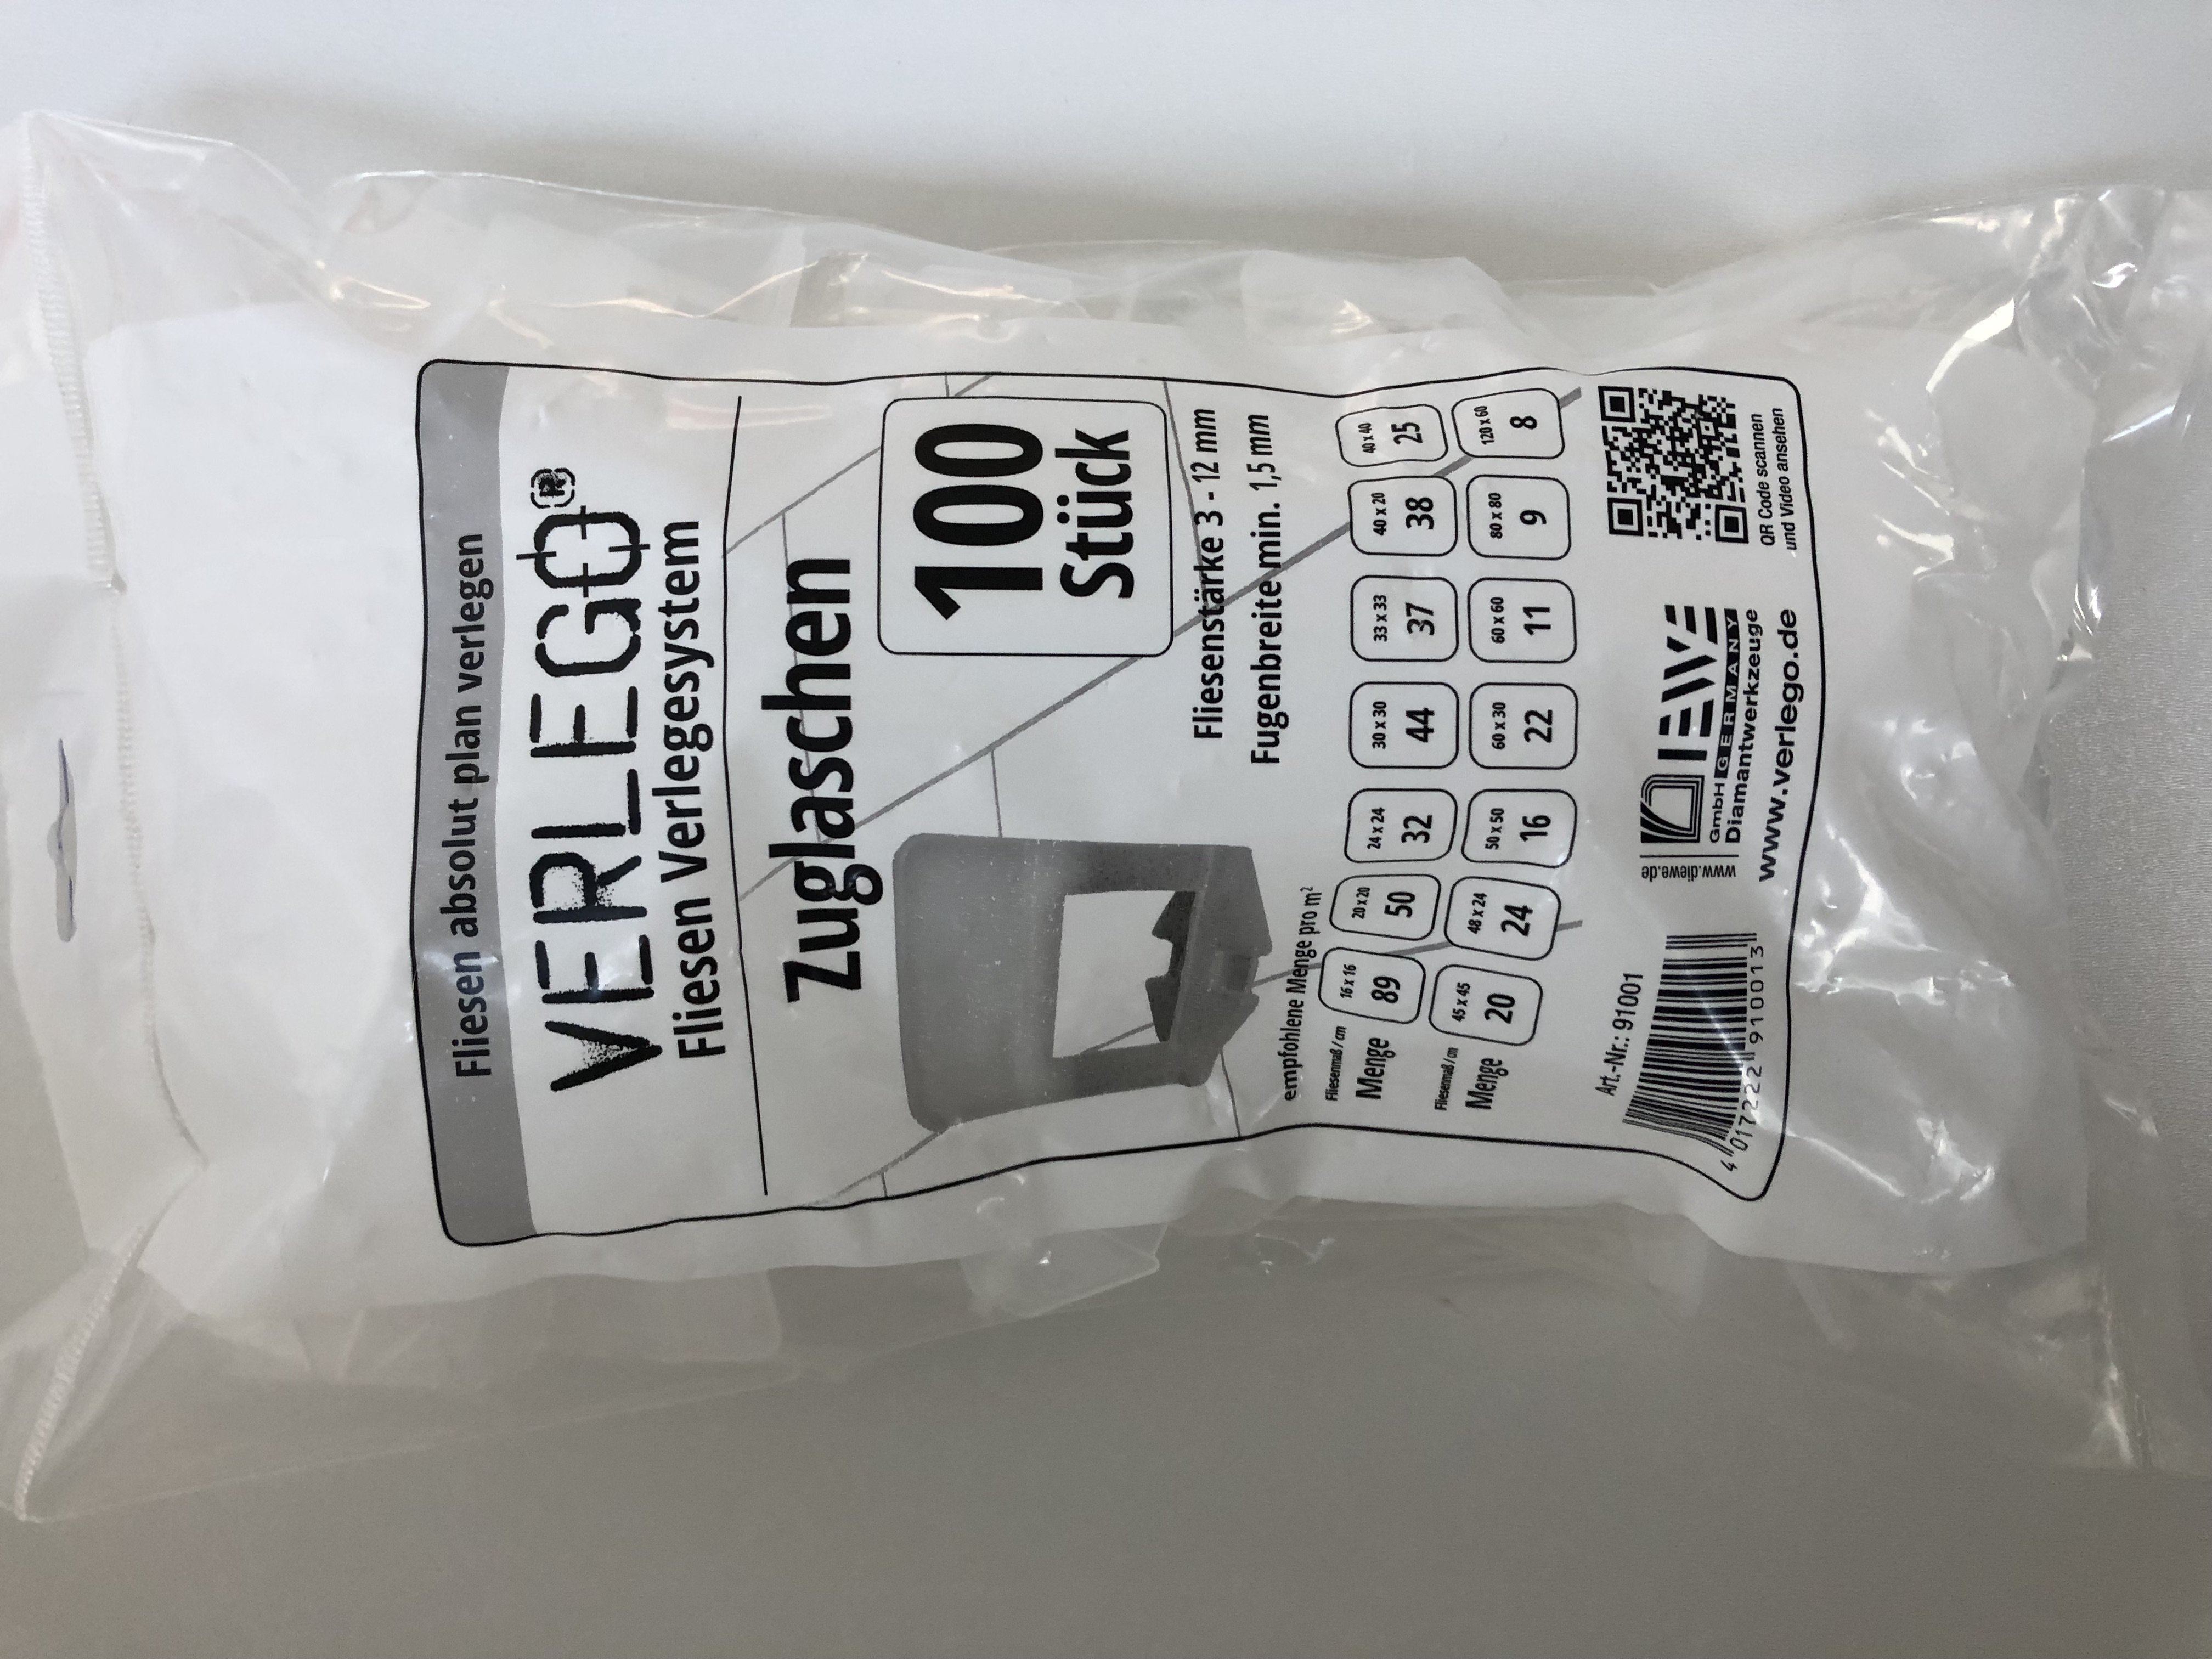 Fliesen absolut plan verlegen
VERLEGO®
Fliesen Verlegesystem
Zuglaschen
100
Stück
Fliesenstärke 3 - 12 mm
Fugenbreite min. 1,5 mm
empfohlene Menge pro m²
Fliesenmaß / cm 16 x 16 20 x 20 24 x 24 30 x 30 33 x 33 40 x 20 40 x 40
Menge 89 50 32 44 37 38 25
Fliesenmaß / cm 45 x 45 48 x 24 50 x 50 60 x 30 60 x 60 80 x 80 120 x 60
Menge 20 24 16 22 11 9 8
Art.-Nr.: 91001
4 017222 910013
www.diewe.de
DIEWE
GmbH GERMANY
Diamantwerkzeuge
www.verlego.de
QR Code scannen
und Video ansehen